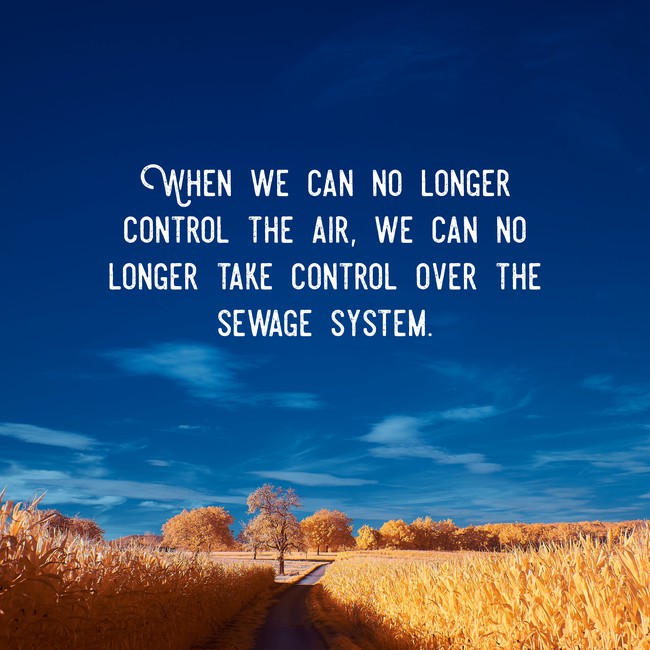 When we can no longer
control the air, we can no
longer take control over the
sewage system.